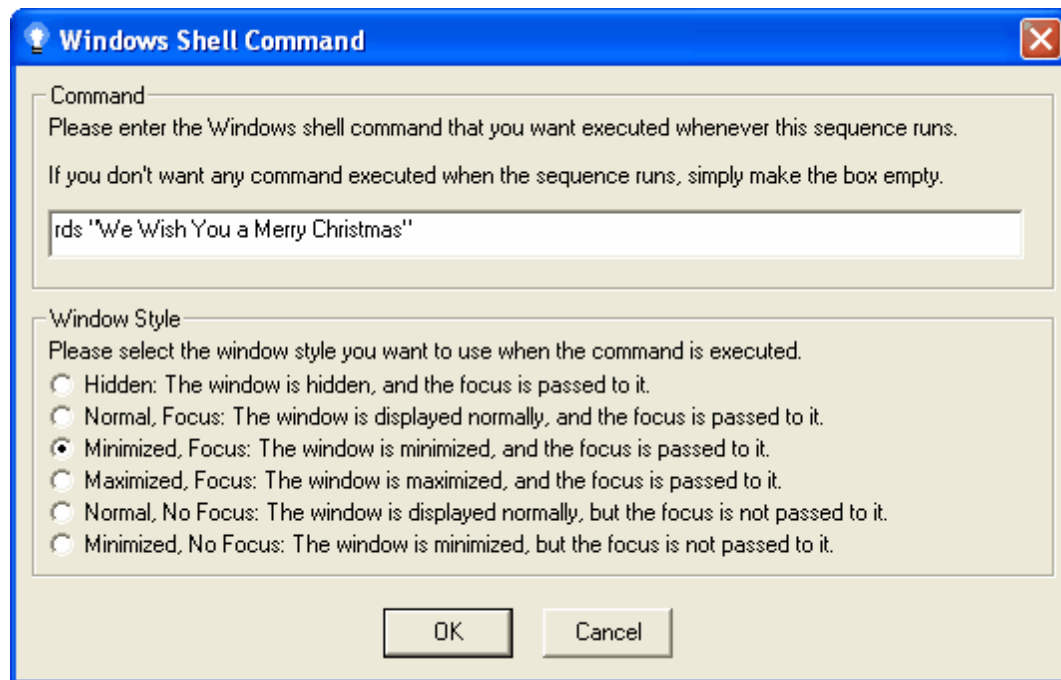 Windows Shell Command
Command
Please enter the Windows shell command that you want executed whenever this sequence runs.
If you don't want any command executed when the sequence runs, simply make the box empty.
rds "We Wish You a Merry Christmas"
Window Style
Please select the window style you want to use when the command is executed.
Hidden: The window is hidden, and the focus is passed to it.
Normal, Focus: The window is displayed normally, and the focus is passed to it.
Minimized, Focus: The window is minimized, and the focus is passed to it.
Maximized, Focus: The window is maximized, and the focus is passed to it.
Normal, No Focus: The window is displayed normally, but the focus is not passed to it.
Minimized, No Focus: The window is minimized, but the focus is not passed to it.
OK Cancel